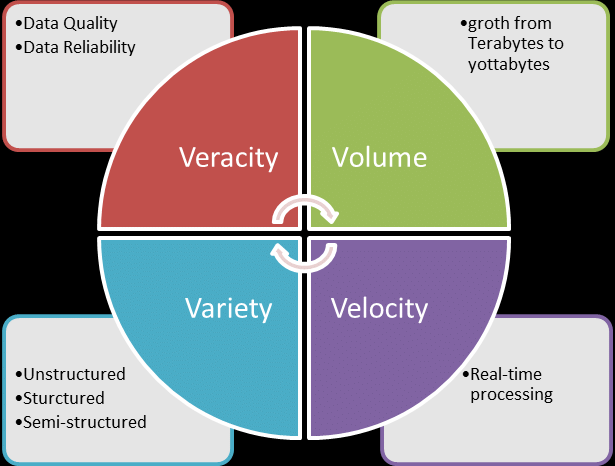 •Data Quality
•Data Reliability
•groth from
Terabytes to
yottabytes
Veracity
Volume
Variety
Velocity
•Unstructured
•Sturctured
•Semi-structured
•Real-time
processing